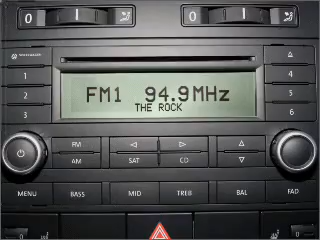 0 0
VOLKSWAGEN
1 4
2 5
3 6
FM1 94.9MHz
THE ROCK
FM
AM SAT CD
MENU BASS MID TREB BAL FAD